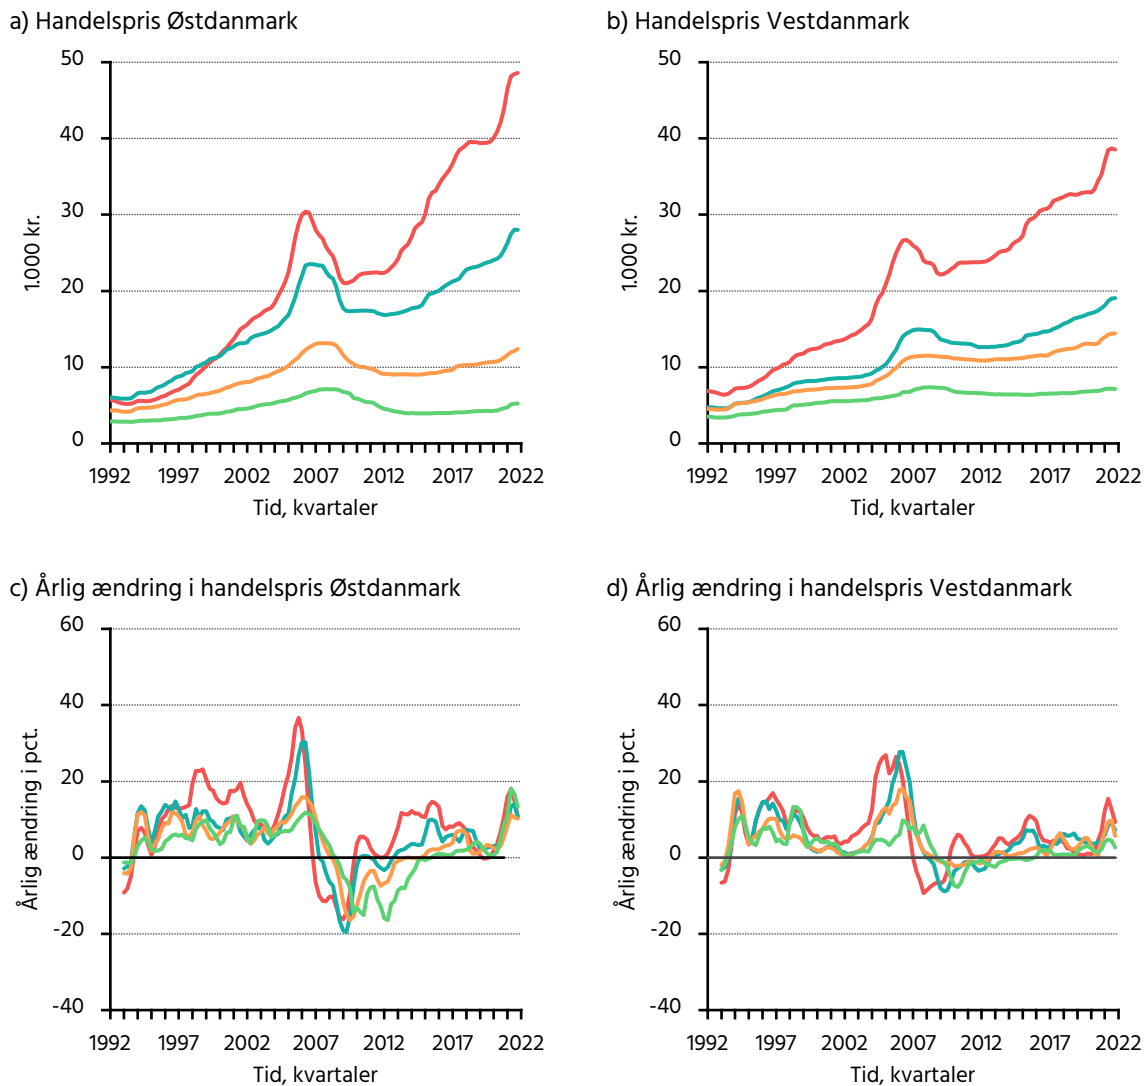 a) Handelspris Østdanmark
50
40
30
20
10
0
1.000 kr.
1992 1997 2002 2007 2012 2017 2022
Tid, kvartaler
b) Handelspris Vestdanmark
50
40
30
20
10
0
1.000 kr.
1992 1997 2002 2007 2012 2017 2022
Tid, kvartaler
c) Årlig ændring i handelspris Østdanmark
60
40
20
0
-20
-40
Årlig ændring i pct.
1992 1997 2002 2007 2012 2017 2022
Tid, kvartaler
d) Årlig ændring i handelspris Vestdanmark
60
40
20
0
-20
-40
Årlig ændring i pct.
1992 1997 2002 2007 2012 2017 2022
Tid, kvartaler